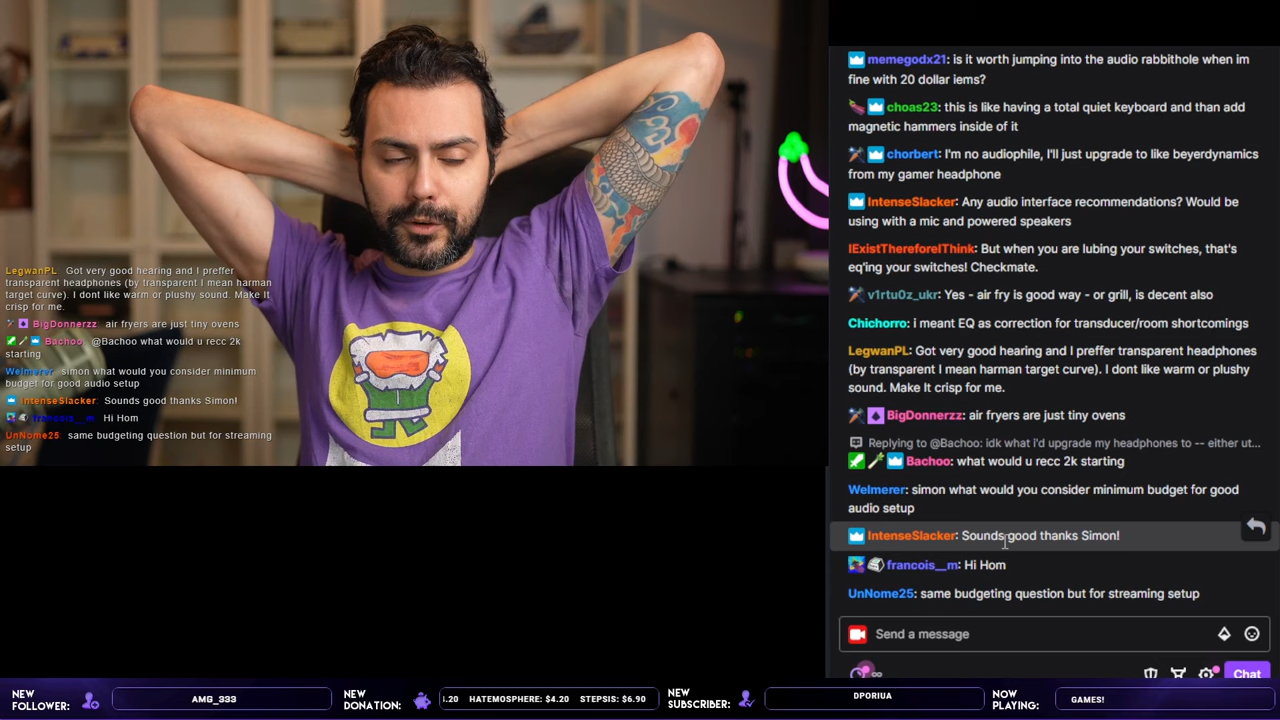 memegodx21: is it worth jumping into the audio rabbithole when im
fine with 20 dollar iems?
choas23: this is like having a total quiet keyboard and than add
magnetic hammers inside of it
chorbert: I'm no audiophile, I'll just upgrade to like beyerdynamics
from my gamer headphone
IntenseSlacker: Any audio interface recommendations? Would be
using with a mic and powered speakers
IExistThereforeIThink: But when you are lubing your switches, that's
eq'ing your switches! Checkmate.
v1rtu0z_ukr: Yes - air fry is good way - or grill, is decent also
Chichorro: i meant EQ as correction for transducer/room shortcomings
LegwanPL: Got very good hearing and I preffer transparent headphones
(by transparent I mean harman target curve). I dont like warm or plushy
sound. Make It crisp for me.
BigDonnerzz: air fryers are just tiny ovens
Replying to @Bachoo: idk what i'd upgrade my headphones to -- either ut...
Bachoo: what would u recc 2k starting
Welmerer: simon what would you consider minimum budget for good
audio setup
IntenseSlacker: Sounds good thanks Simon!
francois__m: Hi Hom
UnNome25: same budgeting question but for streaming setup
Send a message
Chat
LegwanPL Got very good hearing and I preffer
transparent headphones (by transparent I mean harman
target curve). I dont like warm or plushy sound. Make It
crisp for me.
BigDonnerzz air fryers are just tiny ovens
Bachoo @Bachoo what would u recc 2k
starting
Welmerer simon what would you consider minimum
budget for good audio setup
IntenseSlacker Sounds good thanks Simon!
francois__m Hi Hom
UnNome25 same budgeting question but for streaming
setup
NEW
FOLLOWER:
AMG_333
NEW
DONATION:
.20 HATEMOSPHERE: $4.20 STEPSIS: $6.90
NEW
SUBSCRIBER:
DPORIUA
NOW
PLAYING:
GAMES!